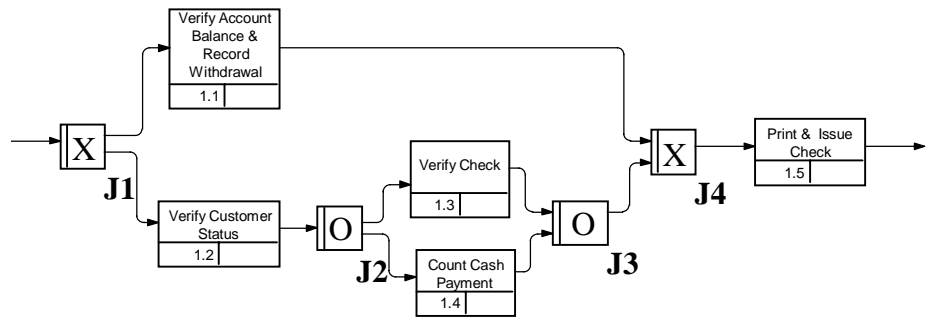 Verify Account
Balance &
Record
Withdrawal
1.1
X
J1
Verify Customer
Status
1.2
O
J2
Verify Check
1.3
Count Cash
Payment
1.4
O
J3
X
J4
Print & Issue
Check
1.5